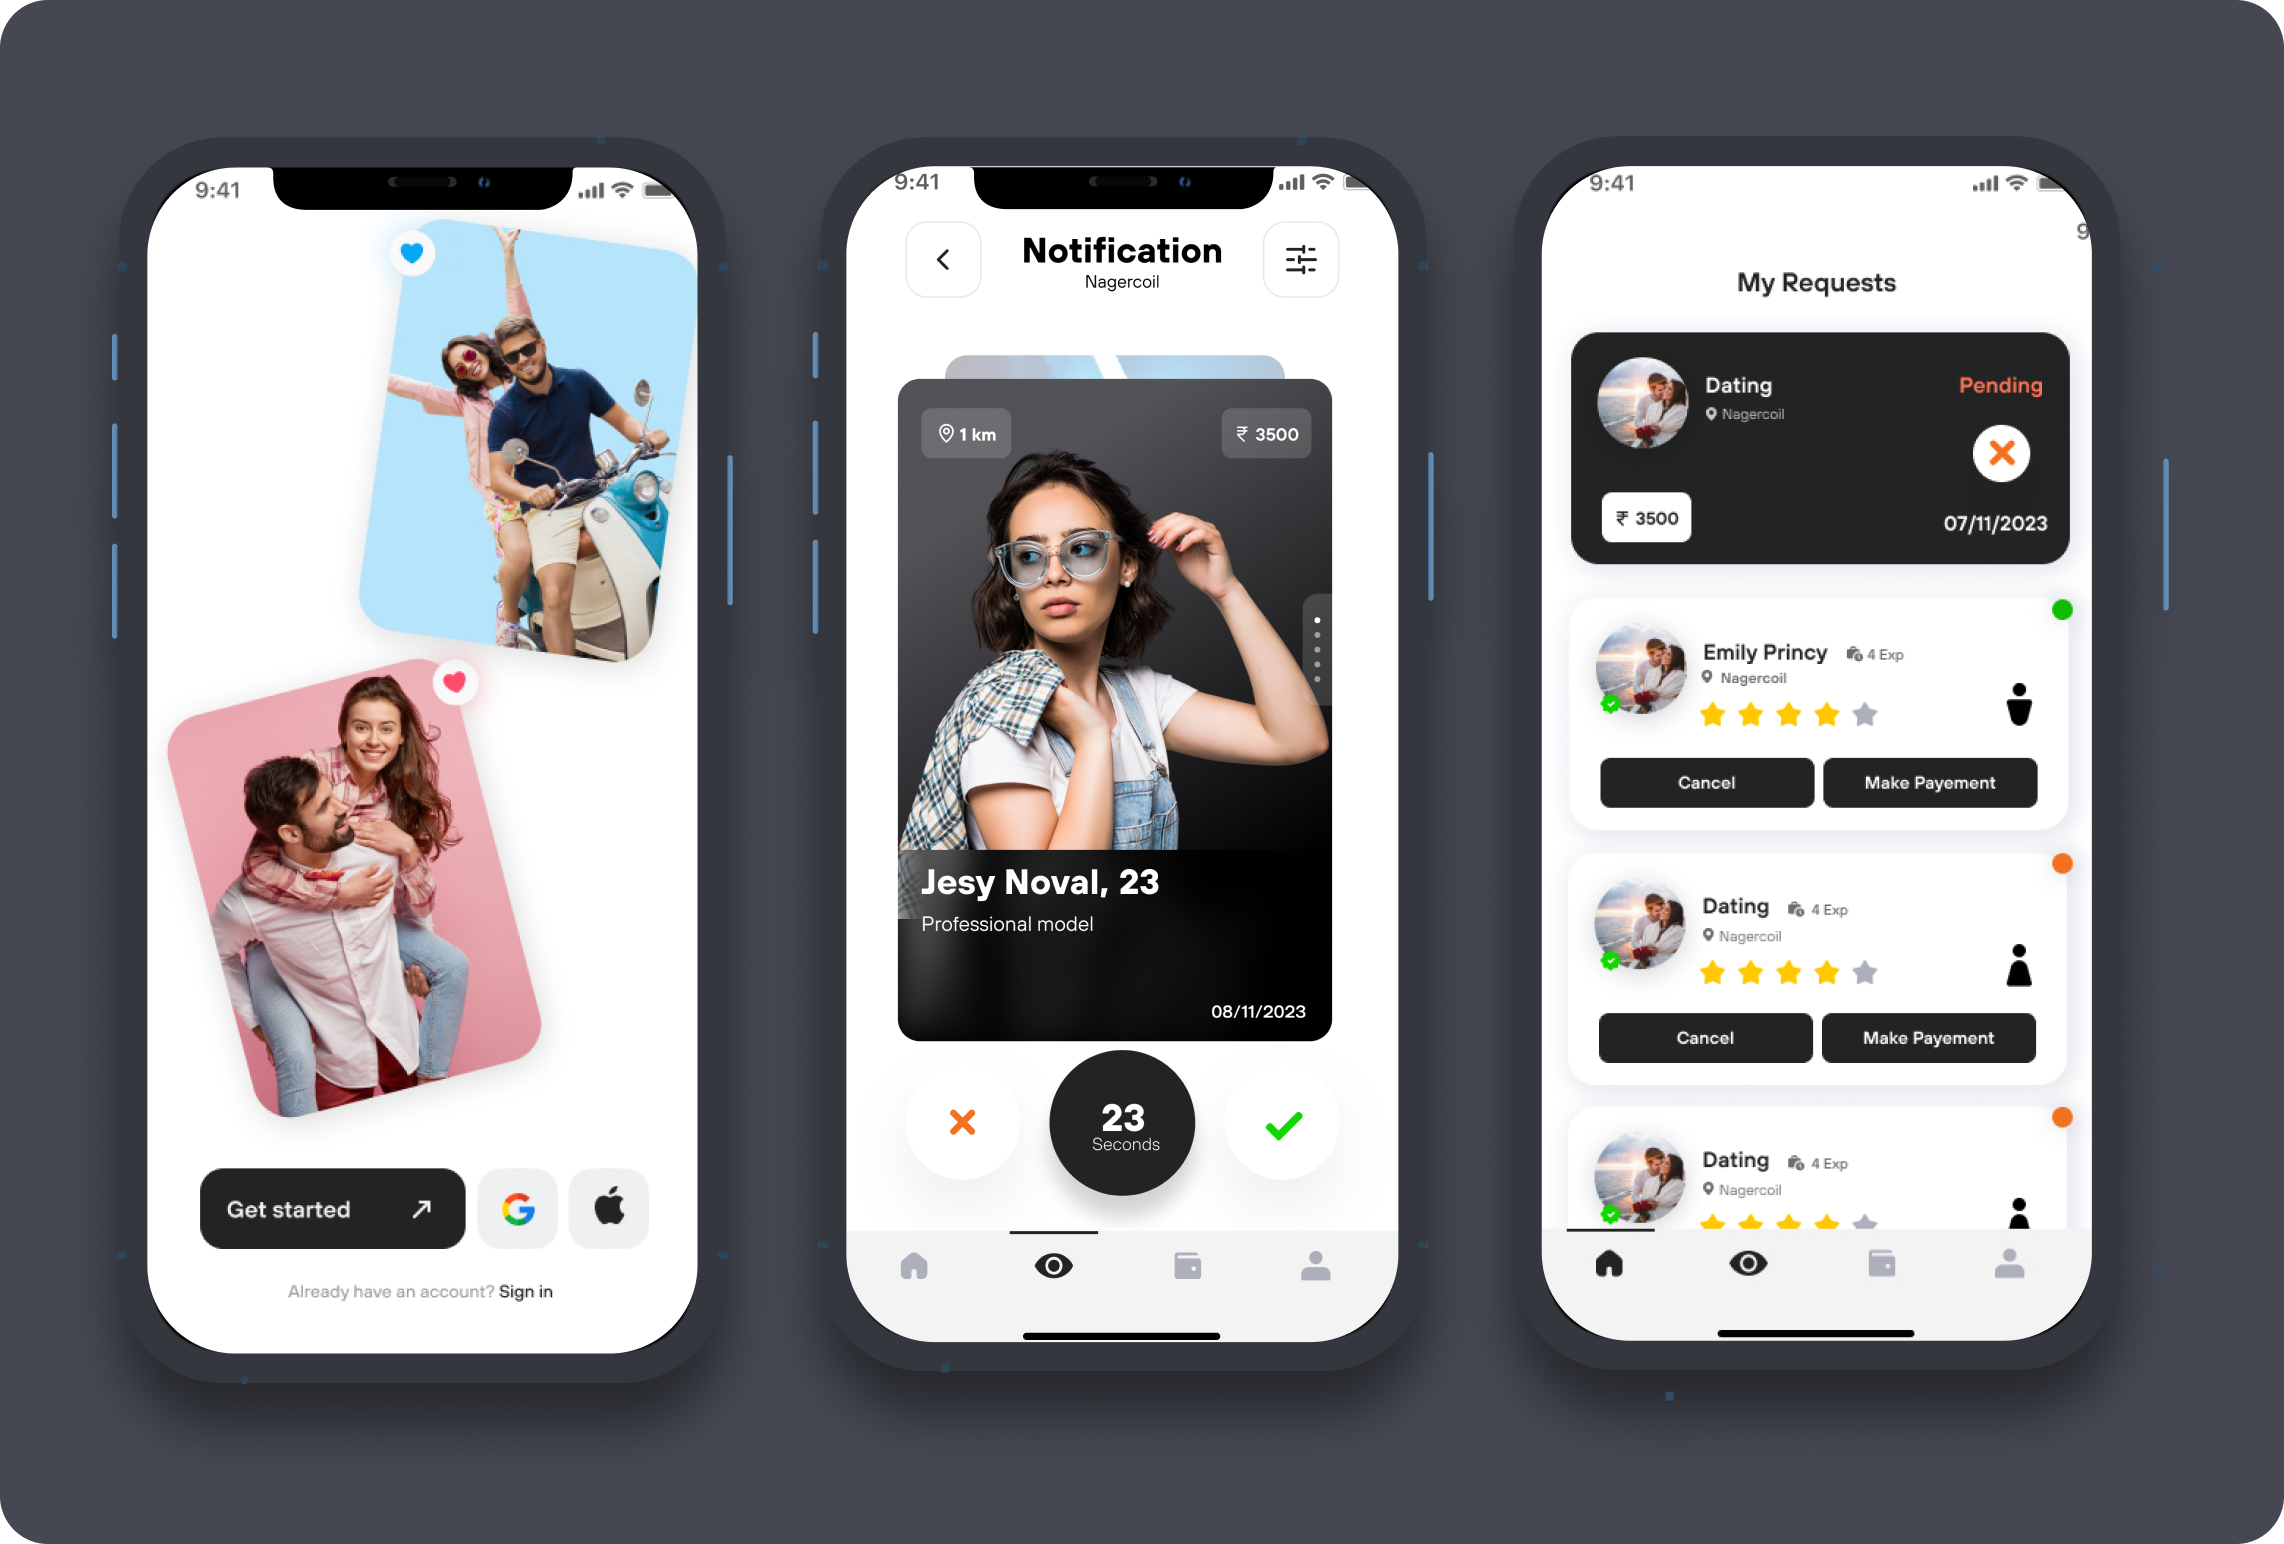 9:41
Get started
Already have an account? Sign in
9:41
Notification
Nagercoil
1 km
₹ 3500
Jesy Noval, 23
Professional model
08/11/2023
23
Seconds
9:41
9
My Requests
Dating
Pending
Nagercoil
₹ 3500
07/11/2023
Emily Princy 4 Exp
Nagercoil
Cancel
Make Payement
Dating 4 Exp
Nagercoil
Cancel
Make Payement
Dating 4 Exp
Nagercoil